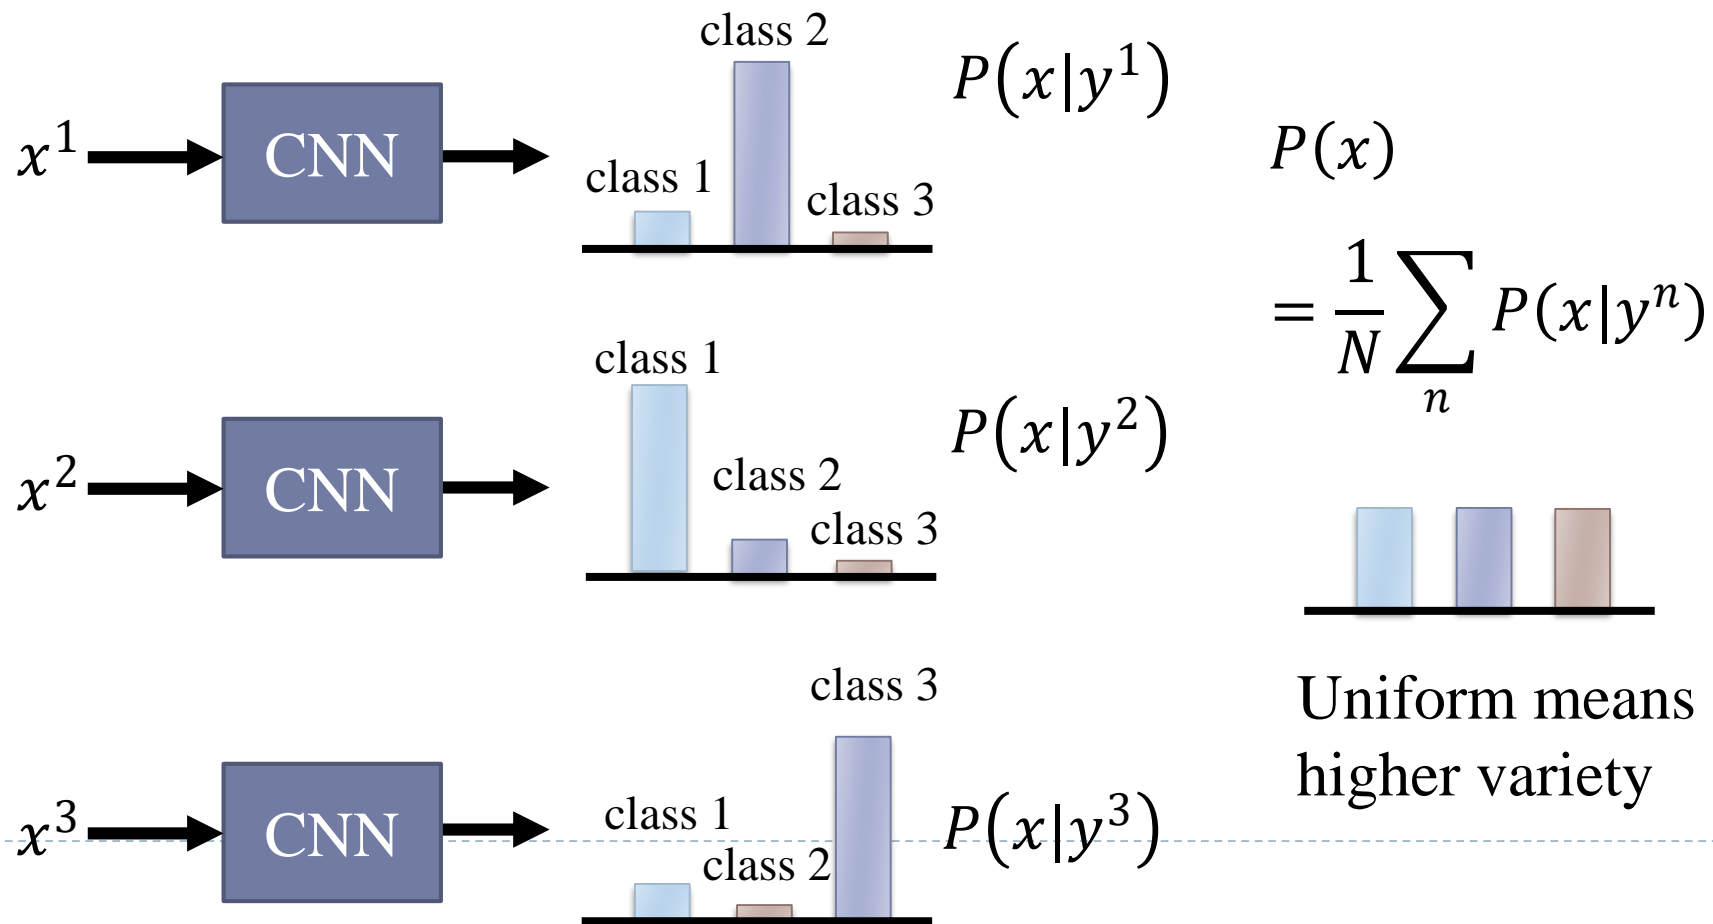 class 2
P(x|y¹)
x¹
CNN
class 1
class 3
P(x)
= 1/N ∑ₙ P(x|yⁿ)
class 1
P(x|y²)
x²
CNN
class 2
class 3
class 3
Uniform means
higher variety
x³
CNN
class 1
class 2
P(x|y³)